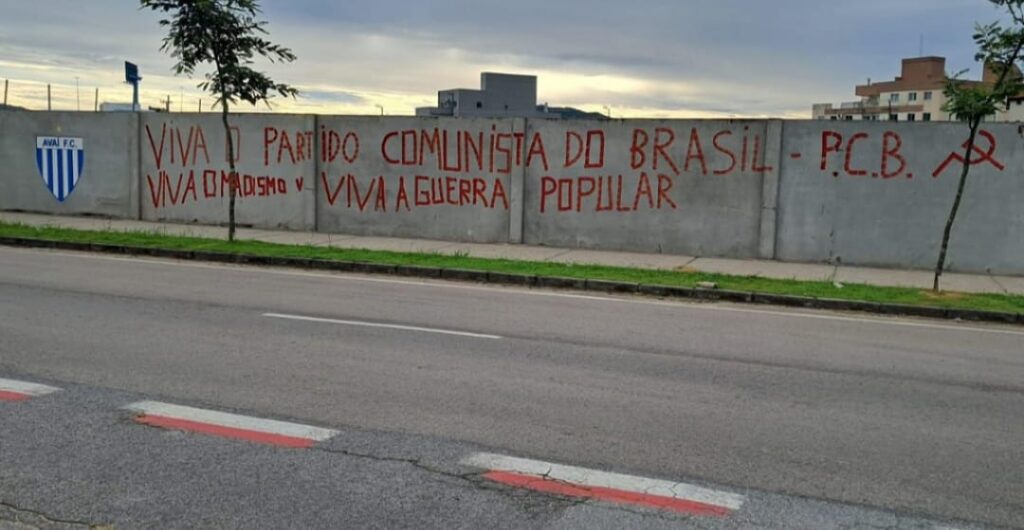 AVAÍ F.C.
VIVA O PARTIDO COMUNISTA DO BRASIL - P.C.B.
VIVA O MAOISMO VIVA A GUERRA POPULAR